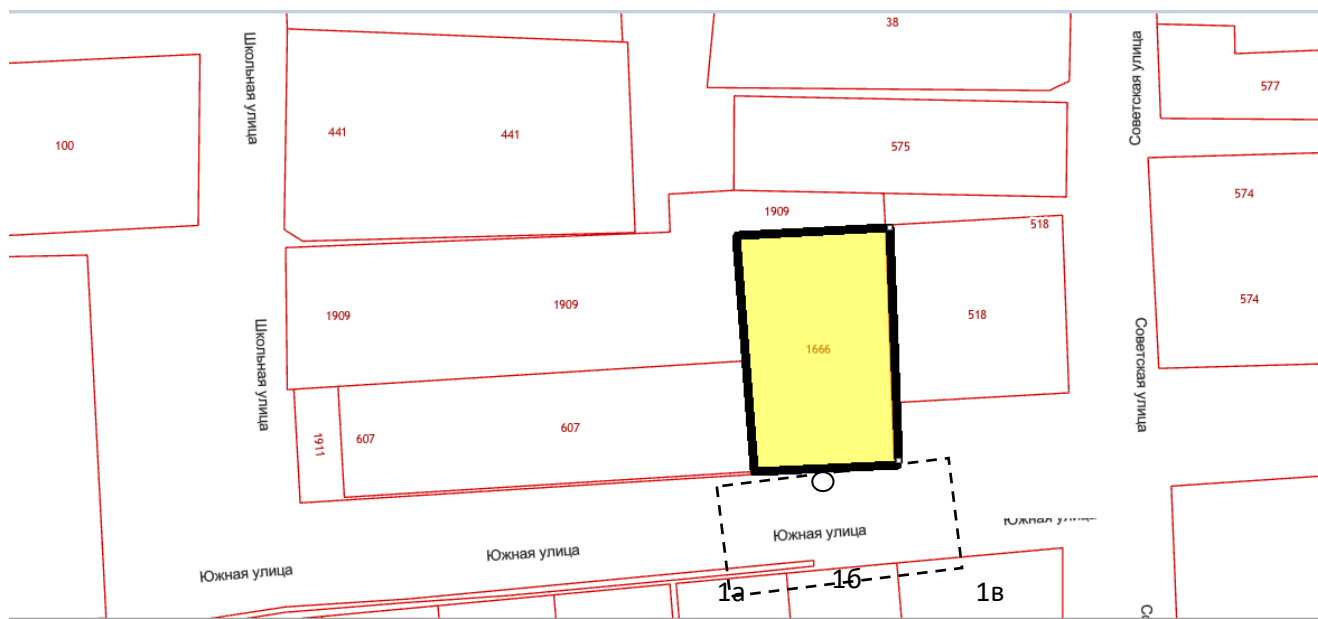 38
Школьная улица
Советская улица
577
441
441
100
575
574
1909
518
574
1909
1909
518
1666
Школьная улица
Советская улица
607
607
1911
Южная улица
Южная улица
Южная улица
Южная улица
1а
1б
1в
Со